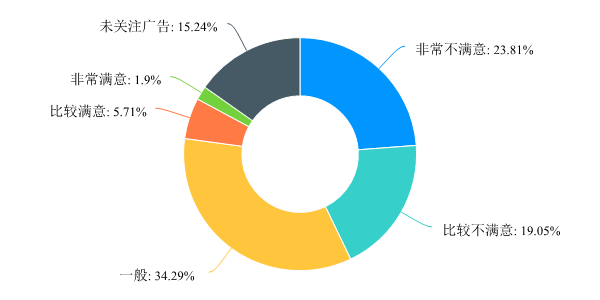 未关注广告: 15.24%
非常不满意: 23.81%
非常满意: 1.9%
比较满意: 5.71%
比较不满意: 19.05%
一般: 34.29%